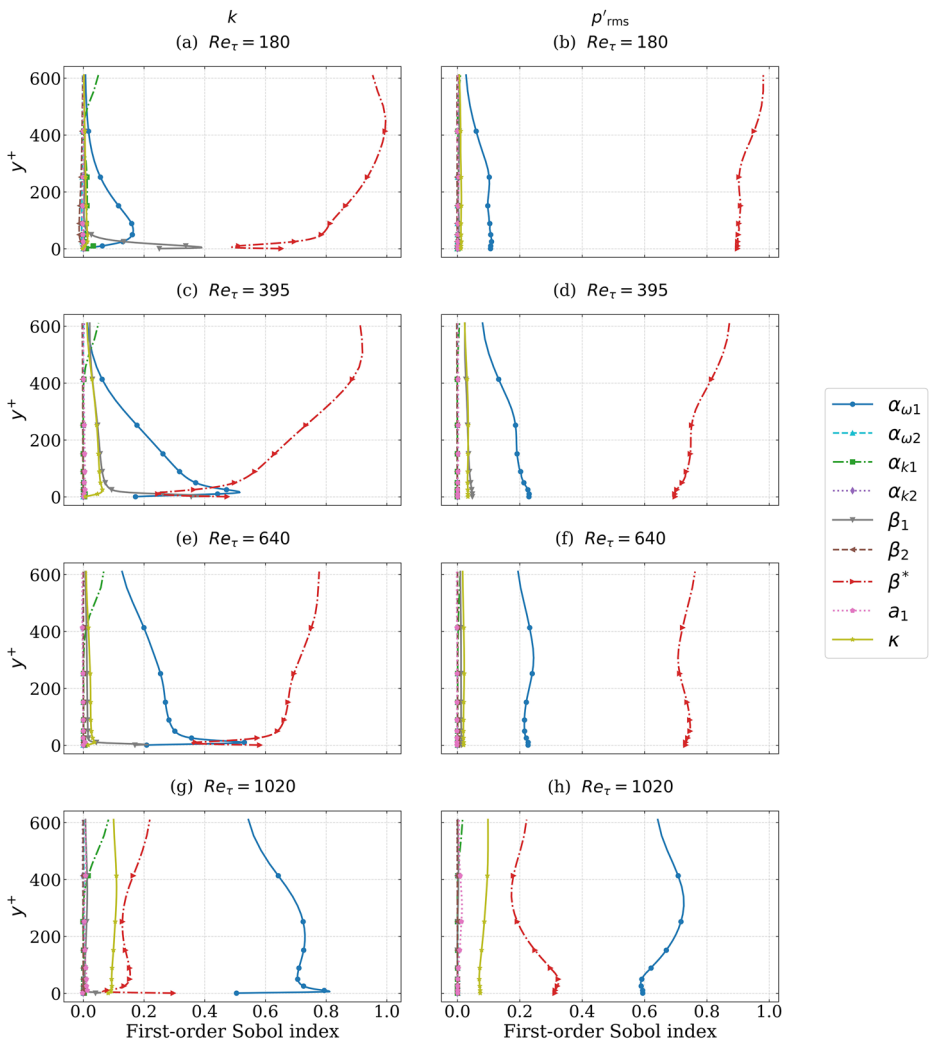 k p′rms
(a) Reτ = 180 (b) Reτ = 180
600
400
y+
200
0
0.0 0.2 0.4 0.6 0.8 1.0 0.0 0.2 0.4 0.6 0.8 1.0
(c) Reτ = 395 (d) Reτ = 395
600
400
y+
200
0
αω1
αω2
αk1
αk2
β1
β2
β*
a1
κ
(e) Reτ = 640 (f) Reτ = 640
600
400
y+
200
0
(g) Reτ = 1020 (h) Reτ = 1020
600
400
y+
200
0
First-order Sobol index First-order Sobol index